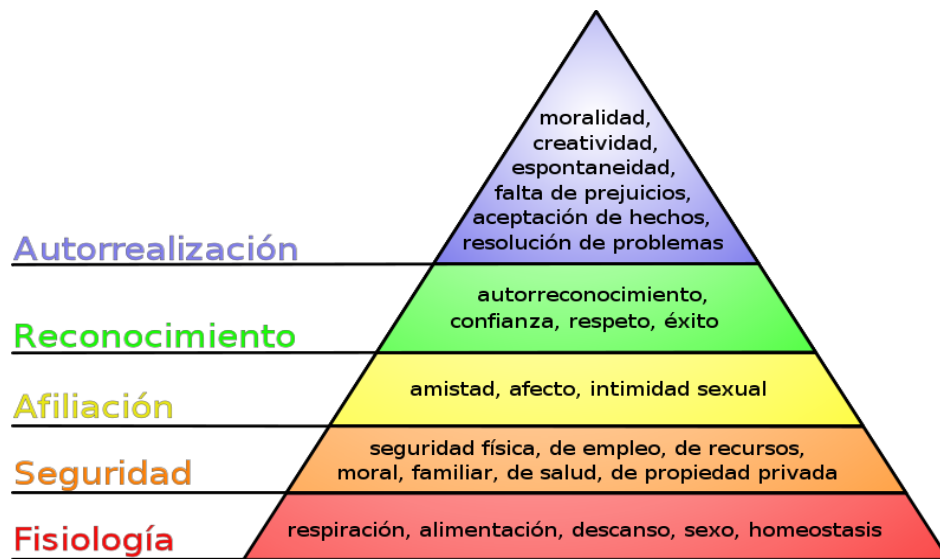 moralidad,
creatividad,
espontaneidad,
falta de prejuicios,
aceptación de hechos,
resolución de problemas
Autorrealización
autorreconocimiento,
confianza, respeto, éxito
Reconocimiento
amistad, afecto, intimidad sexual
Afiliación
seguridad física, de empleo, de recursos,
moral, familiar, de salud, de propiedad privada
Seguridad
respiración, alimentación, descanso, sexo, homeostasis
Fisiología